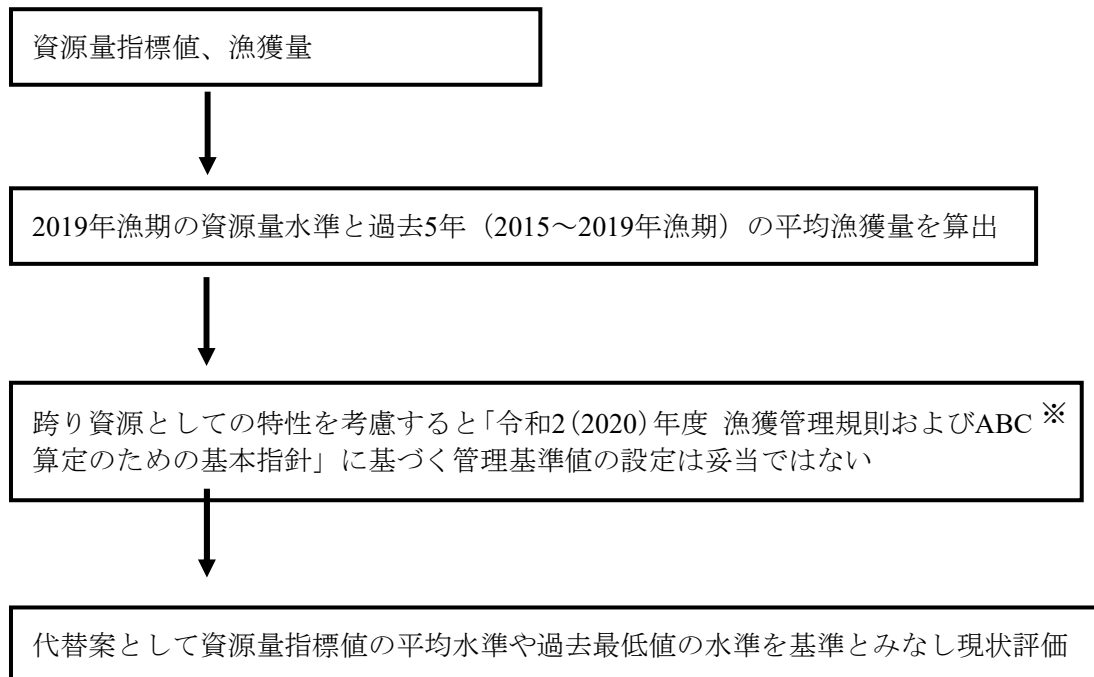 資源量指標値、漁獲量
2019年漁期の資源量水準と過去5年（2015～2019年漁期）の平均漁獲量を算出
跨り資源としての特性を考慮すると「令和2（2020）年度 漁獲管理規則およびABC※
算定のための基本指針」に基づく管理基準値の設定は妥当ではない
代替案として資源量指標値の平均水準や過去最低値の水準を基準とみなし現状評価